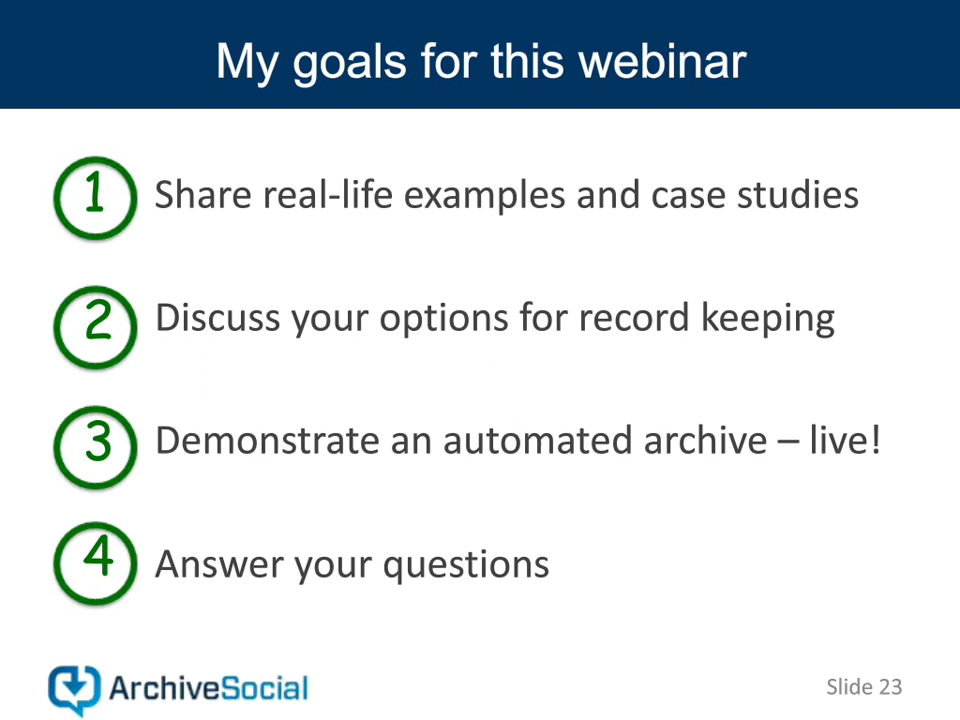 My goals for this webinar
1 Share real-life examples and case studies
2 Discuss your options for record keeping
3 Demonstrate an automated archive – live!
4 Answer your questions
ArchiveSocial
Slide 23